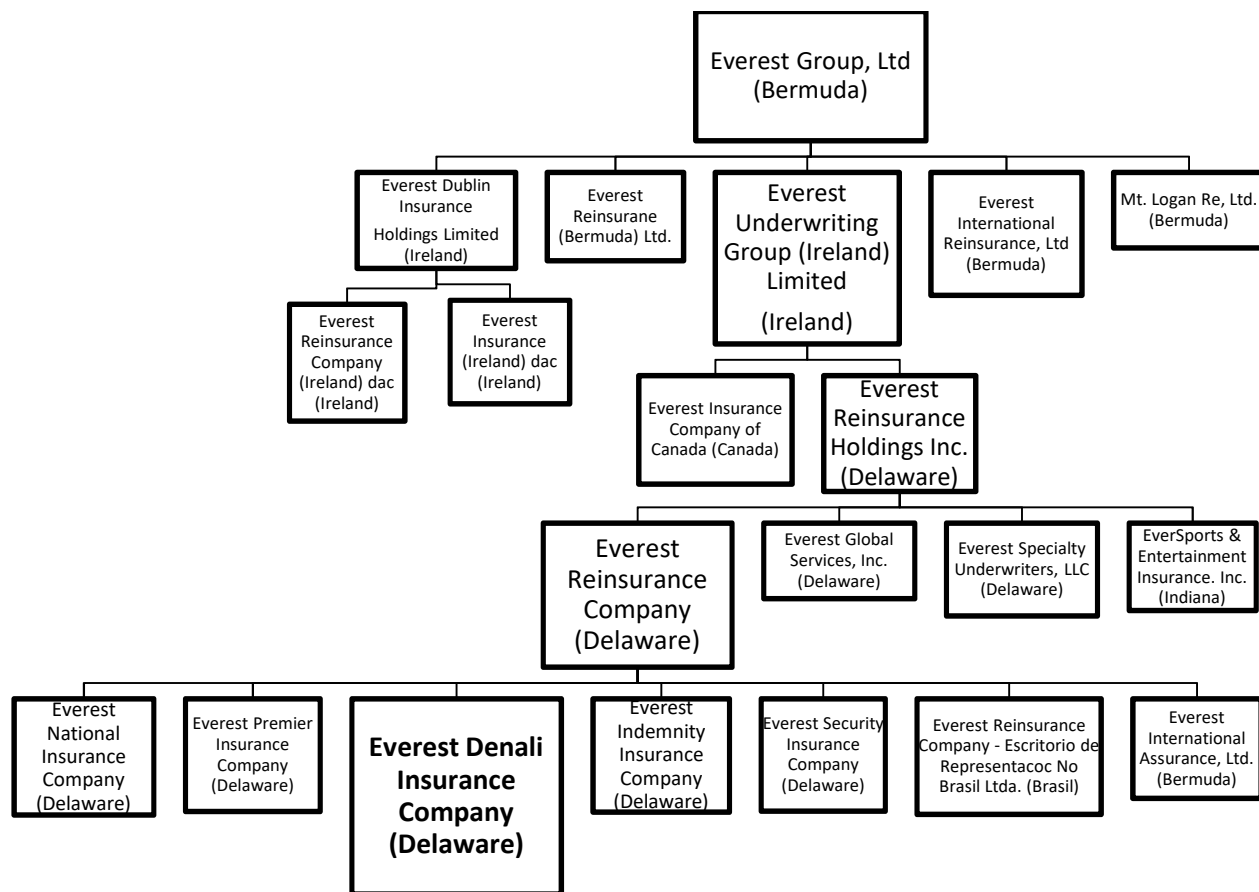 Everest Group, Ltd
(Bermuda)
Everest Dublin
Insurance
Holdings Limited
(Ireland)
Everest
Reinsurane
(Bermuda) Ltd.
Everest
Underwriting
Group (Ireland)
Limited
(Ireland)
Everest
International
Reinsurance, Ltd
(Bermuda)
Mt. Logan Re, Ltd.
(Bermuda)
Everest
Reinsurance
Company
(Ireland) dac
(Ireland)
Everest
Insurance
(Ireland) dac
(Ireland)
Everest Insurance
Company of
Canada (Canada)
Everest
Reinsurance
Holdings Inc.
(Delaware)
Everest
Reinsurance
Company
(Delaware)
Everest Global
Services, Inc.
(Delaware)
Everest Specialty
Underwriters, LLC
(Delaware)
EverSports &
Entertainment
Insurance. Inc.
(Indiana)
Everest
National
Insurance
Company
(Delaware)
Everest Premier
Insurance
Company
(Delaware)
Everest Denali
Insurance
Company
(Delaware)
Everest
Indemnity
Insurance
Company
(Delaware)
Everest Security
Insurance
Company
(Delaware)
Everest Reinsurance
Company - Escritorio de
Representacoc No
Brasil Ltda. (Brasil)
Everest
International
Assurance, Ltd.
(Bermuda)